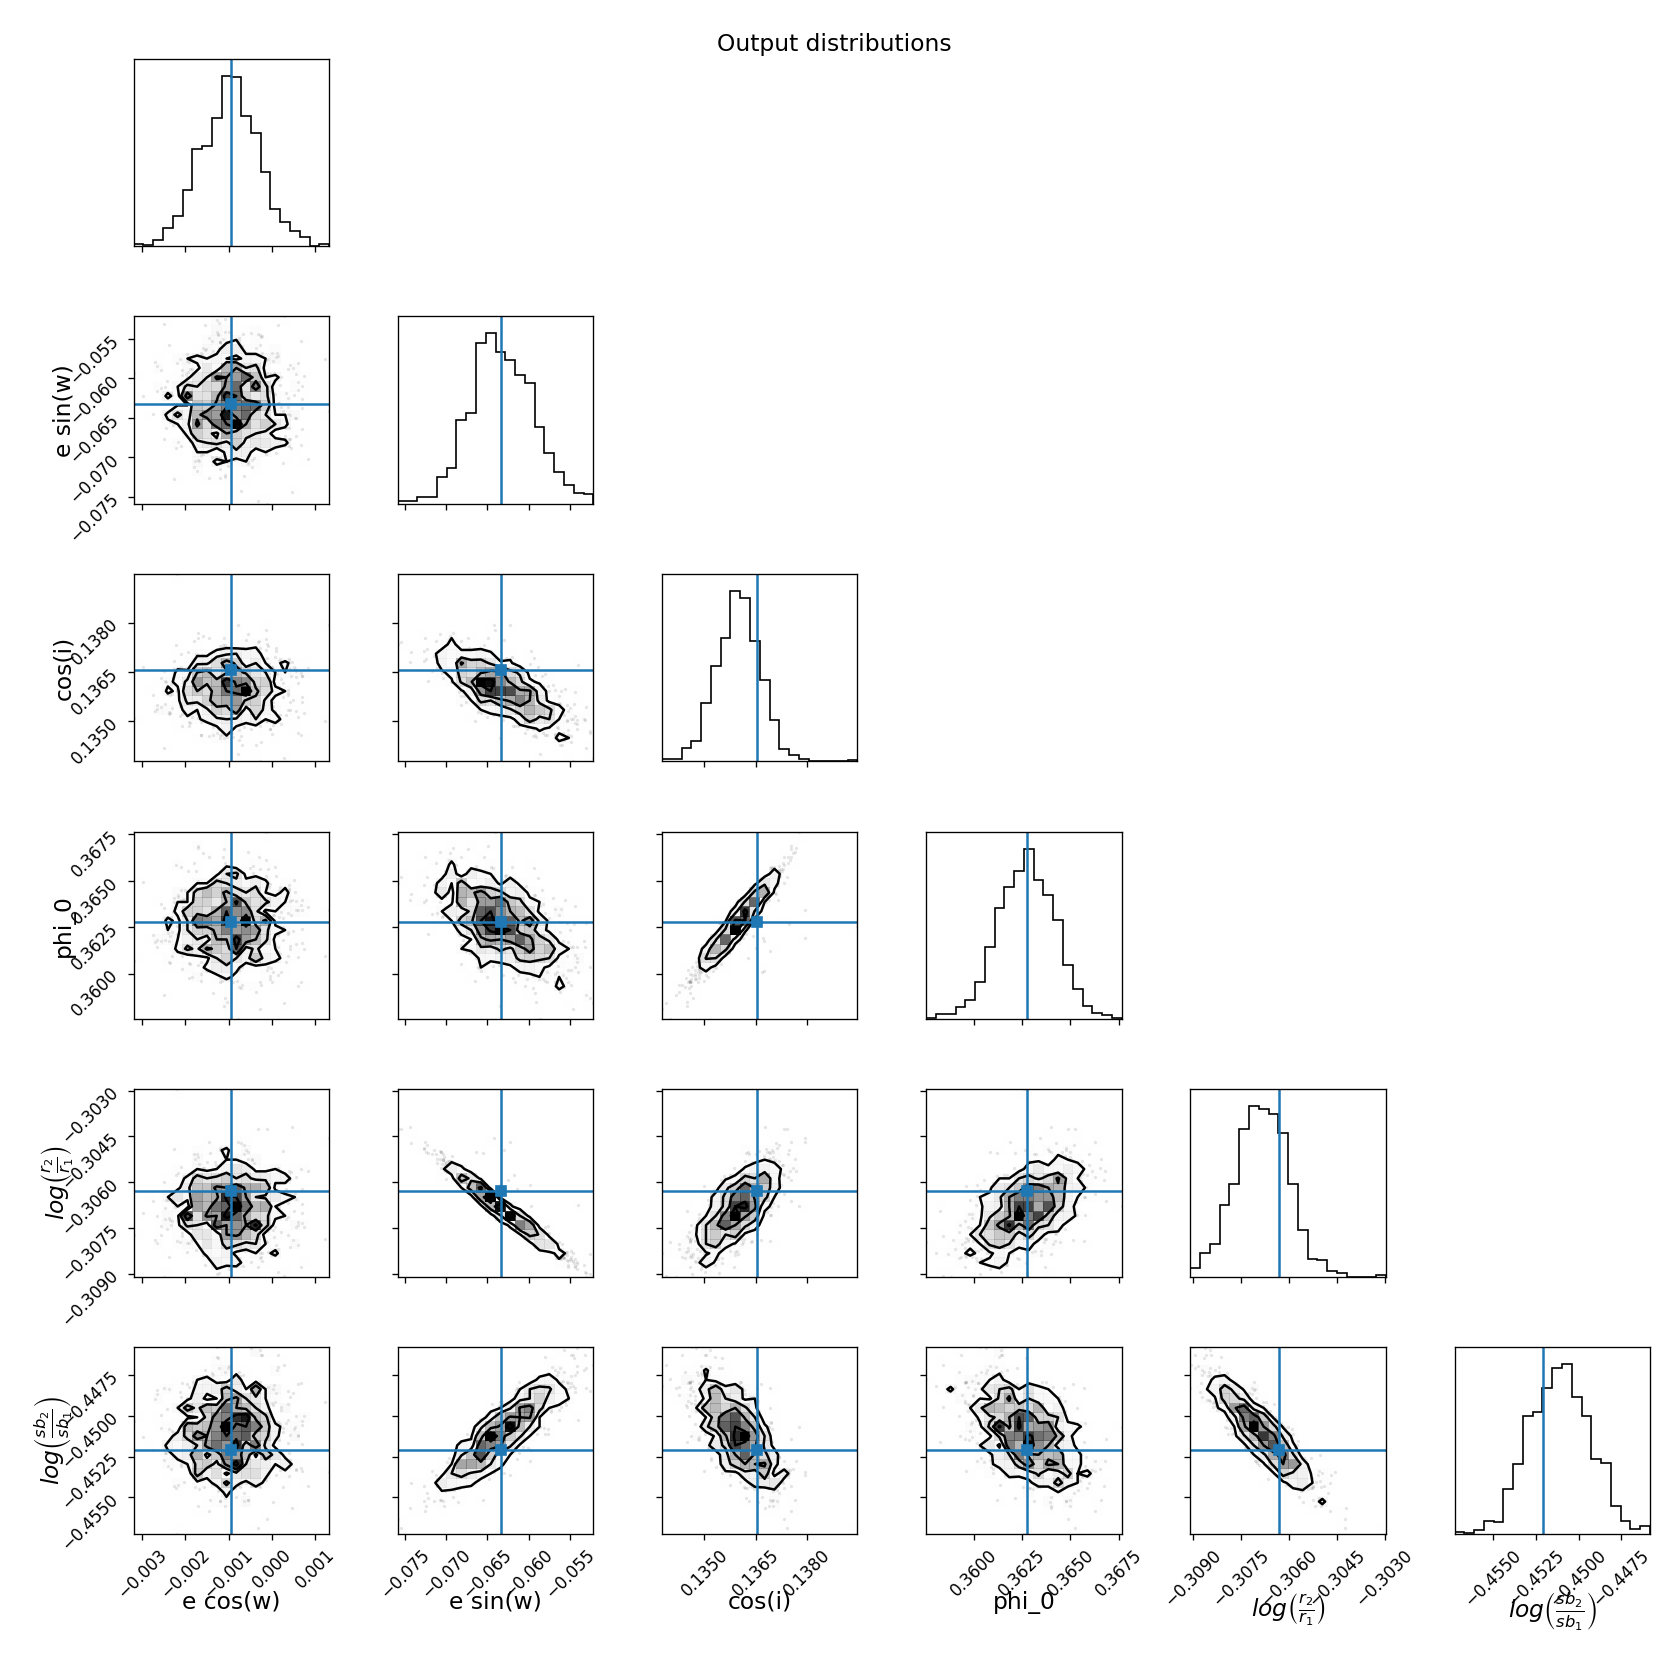 Output distributions
e sin(w)
−0.055
−0.060
−0.065
−0.070
−0.075
cos(i)
0.1380
0.1365
0.1350
phi_0
0.3675
0.3650
0.3625
0.3600
log(r₂/r₁)
−0.3030
−0.3045
−0.3060
−0.3075
−0.3090
log(sb₂/sb₁)
−0.4475
−0.4500
−0.4525
−0.4550
−0.003 −0.002 −0.001 0.000 0.001
−0.075 −0.070 −0.065 −0.060 −0.055
0.1350 0.1365 0.1380
0.3600 0.3625 0.3650 0.3675
−0.3090 −0.3075 −0.3060 −0.3045 −0.3030
−0.4550 −0.4525 −0.4500 −0.4475
e cos(w) e sin(w) cos(i) phi_0 log(r₂/r₁) log(sb₂/sb₁)